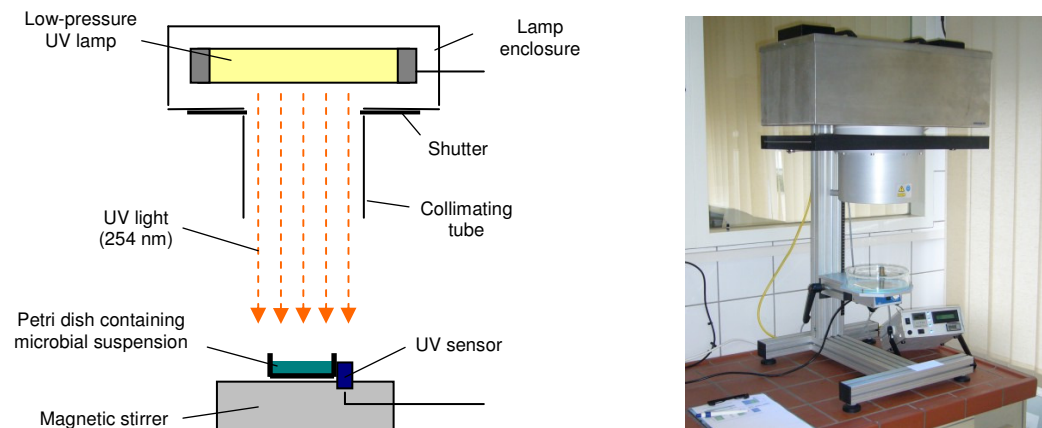 Low-pressure
UV lamp
Lamp
enclosure
Shutter
UV light
(254 nm)
Collimating
tube
Petri dish containing
microbial suspension
UV sensor
Magnetic stirrer